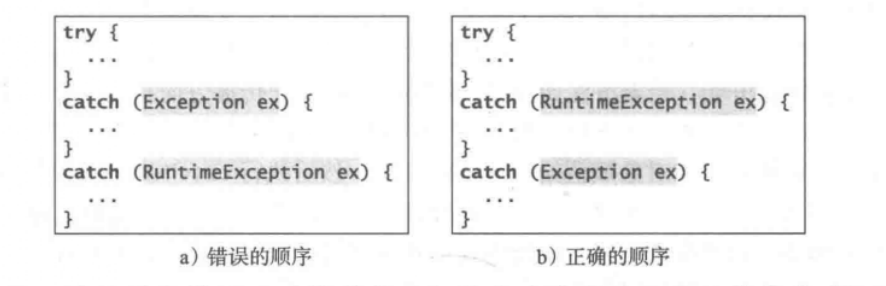 try {
...
}
catch (Exception ex) {
...
}
catch (RuntimeException ex) {
...
}
a) 错误的顺序
try {
...
}
catch (RuntimeException ex) {
...
}
catch (Exception ex) {
...
}
b) 正确的顺序